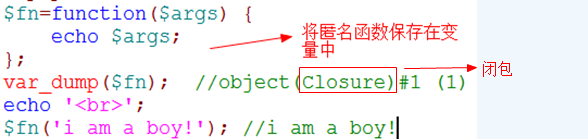 $fn=function($args) {
echo $args;
};
将匿名函数保存在变量中
var_dump($fn);  //object(Closure)#1 (1)
闭包
echo '<br>';
$fn('i am a boy!'); //i am a boy!